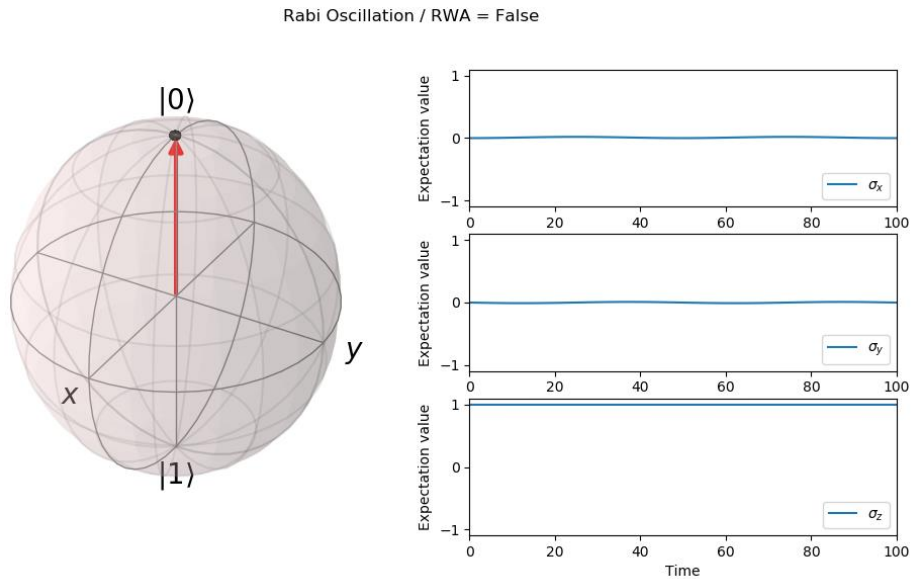 Rabi Oscillation / RWA = False
|0⟩
x
y
|1⟩
Expectation value
1
0
−1
σx
0 20 40 60 80 100
Expectation value
1
0
−1
σy
0 20 40 60 80 100
Expectation value
1
0
−1
σz
0 20 40 60 80 100
Time